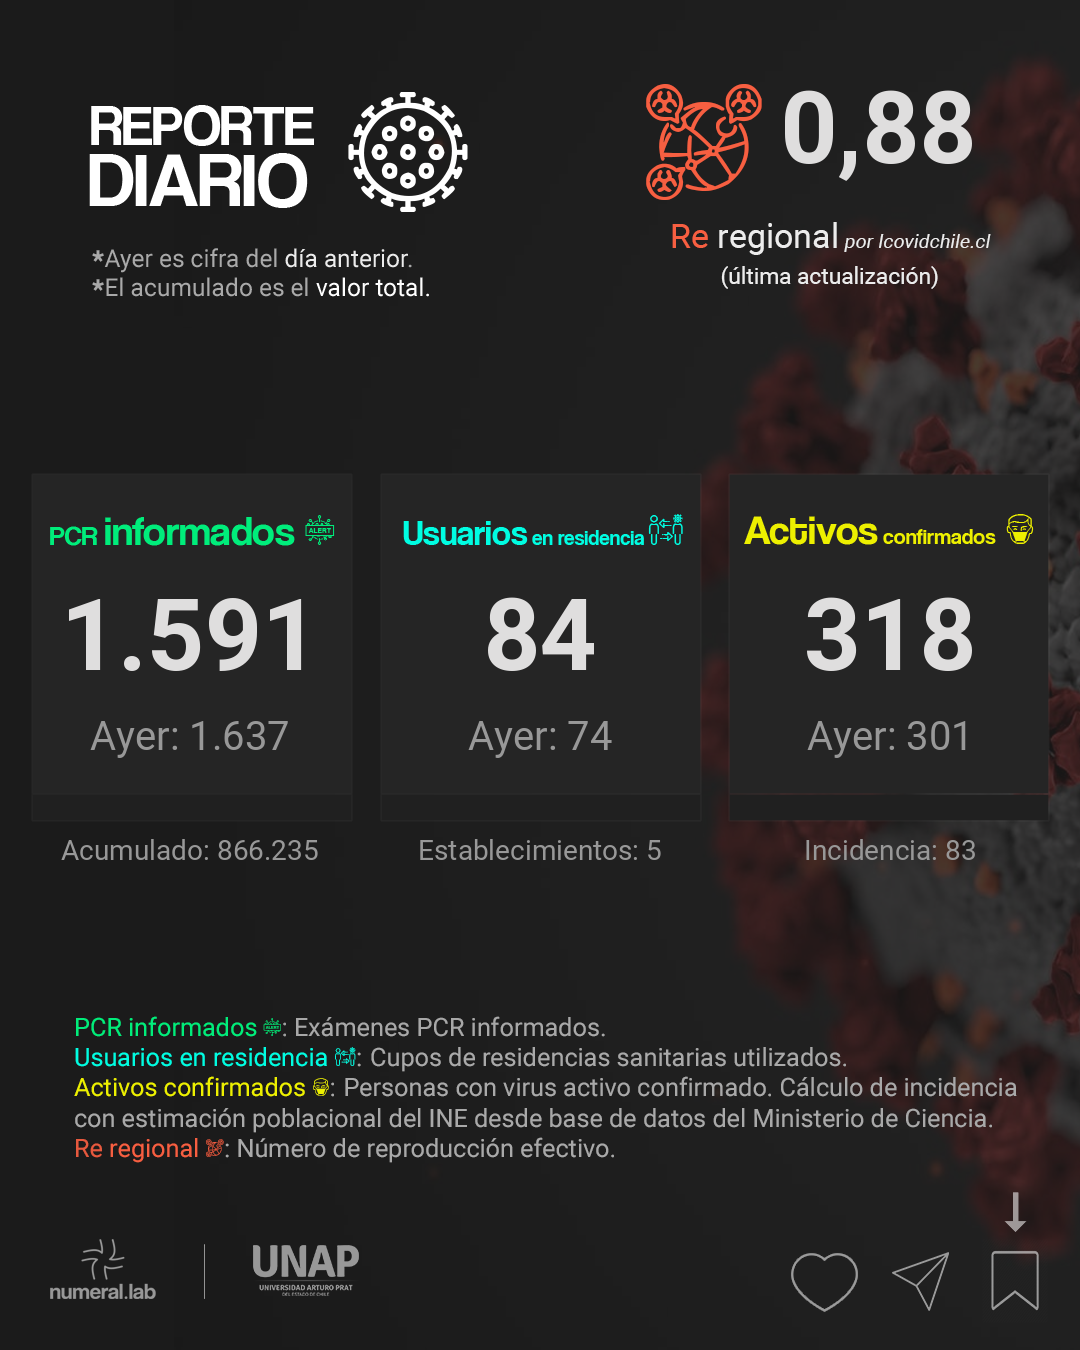 REPORTE
DIARIO
*Ayer es cifra del día anterior.
*El acumulado es el valor total.
0,88
Re regional por Icovidchile.cl
(última actualización)
PCR informados ALERT
1.591
Ayer: 1.637
Acumulado: 866.235
Usuarios en residencia
84
Ayer: 74
Establecimientos: 5
Activos confirmados
318
Ayer: 301
Incidencia: 83
PCR informados : Exámenes PCR informados.
Usuarios en residencia : Cupos de residencias sanitarias utilizados.
Activos confirmados : Personas con virus activo confirmado. Cálculo de incidencia
con estimación poblacional del INE desde base de datos del Ministerio de Ciencia.
Re regional : Número de reproducción efectivo.
numeral.lab
UNAP
UNIVERSIDAD ARTURO PRAT
DEL ESTADO DE CHILE